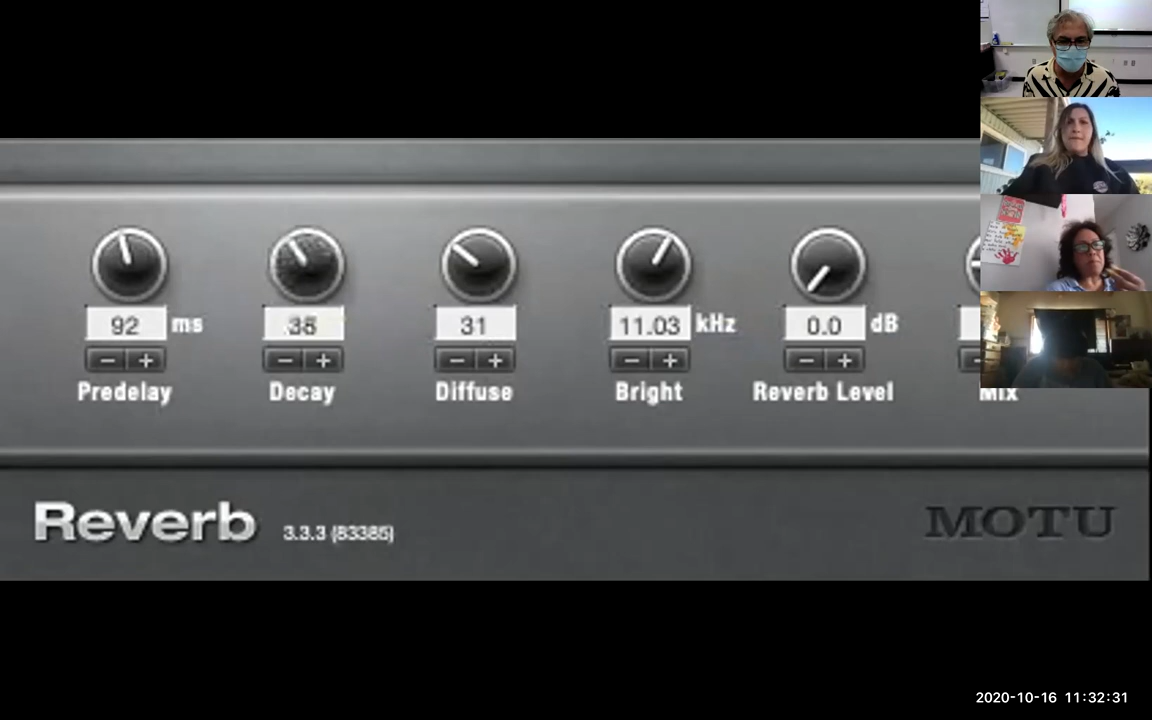 92 ms
38
31
11.03 kHz
0.0 dB
− +
− +
− +
− +
− +
−
Predelay
Decay
Diffuse
Bright
Reverb Level
Mix
Reverb 3.3.3 (83385)
MOTU
2020-10-16 11:32:31